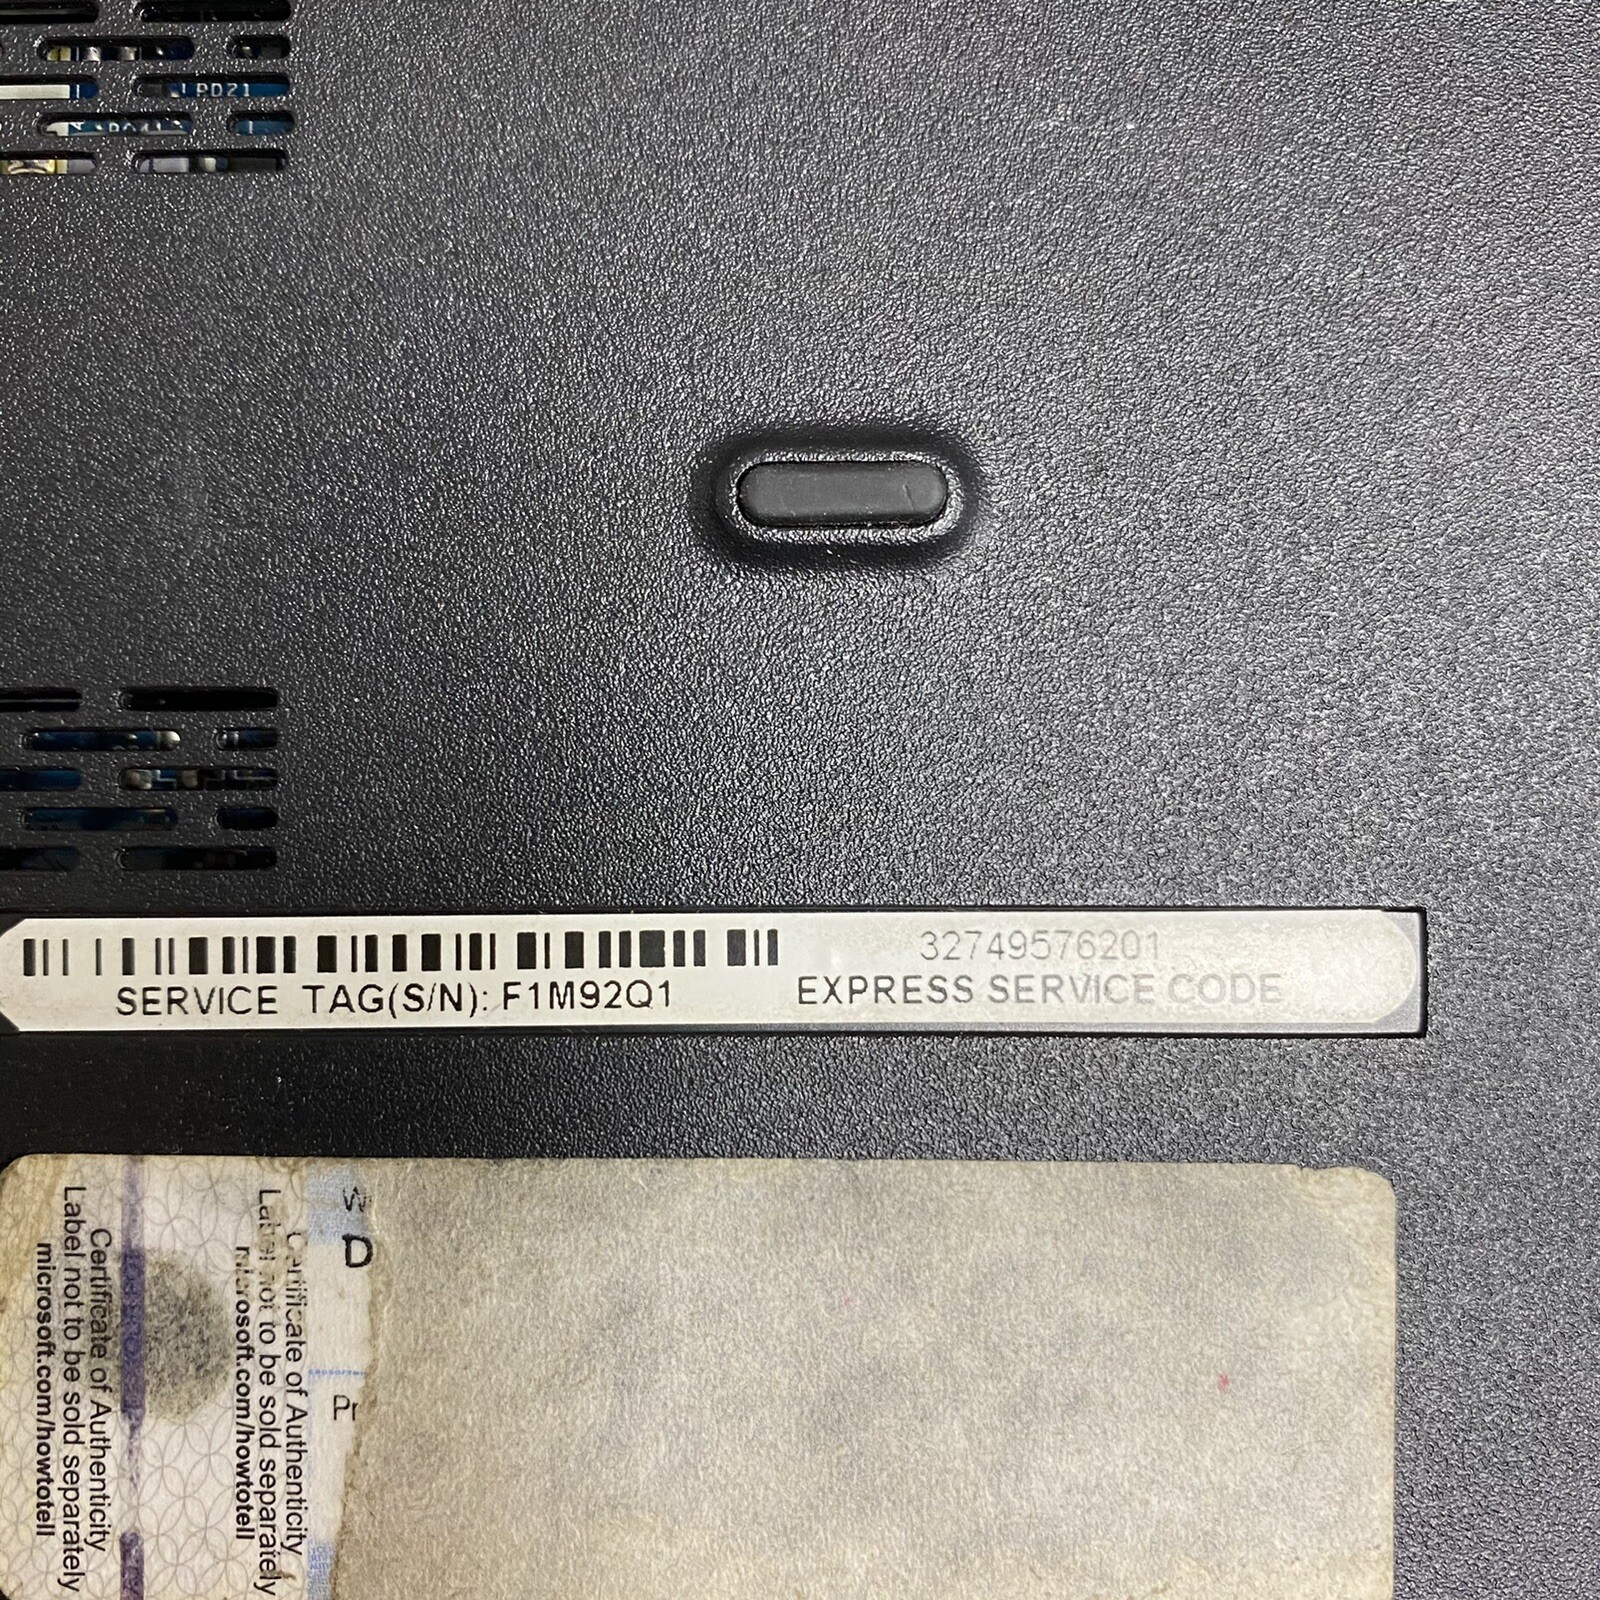 PD21
32749576201
SERVICE TAG(S/N): F1M92Q1
EXPRESS SERVICE CODE
Certificate of Authenticity
Label not to be sold separately
microsoft.com/howtotell
Certificate of Authenticity
Label not to be sold separately
microsoft.com/howtotell
W
D
Pr